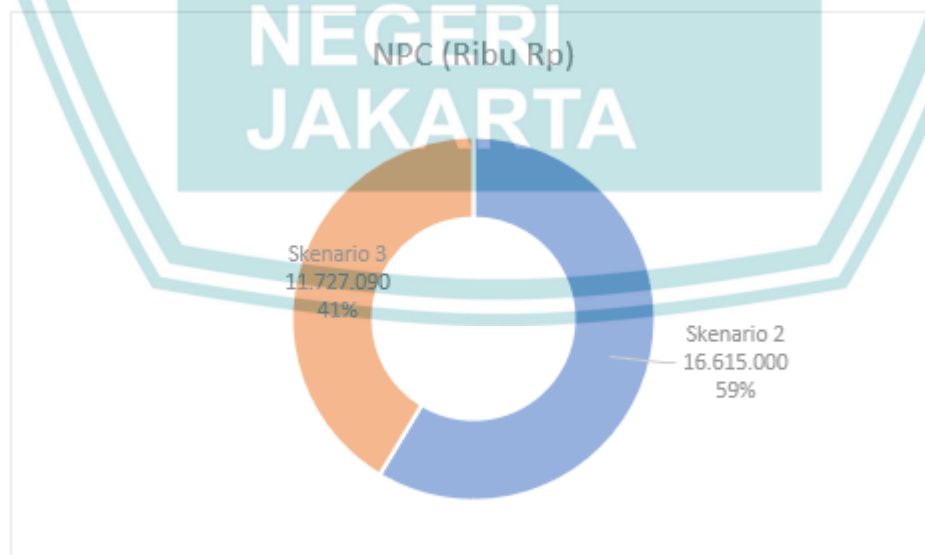 NEGERI
JAKARTA
NPC (Ribu Rp)
Skenario 3
11.727.090
41%
Skenario 2
16.615.000
59%